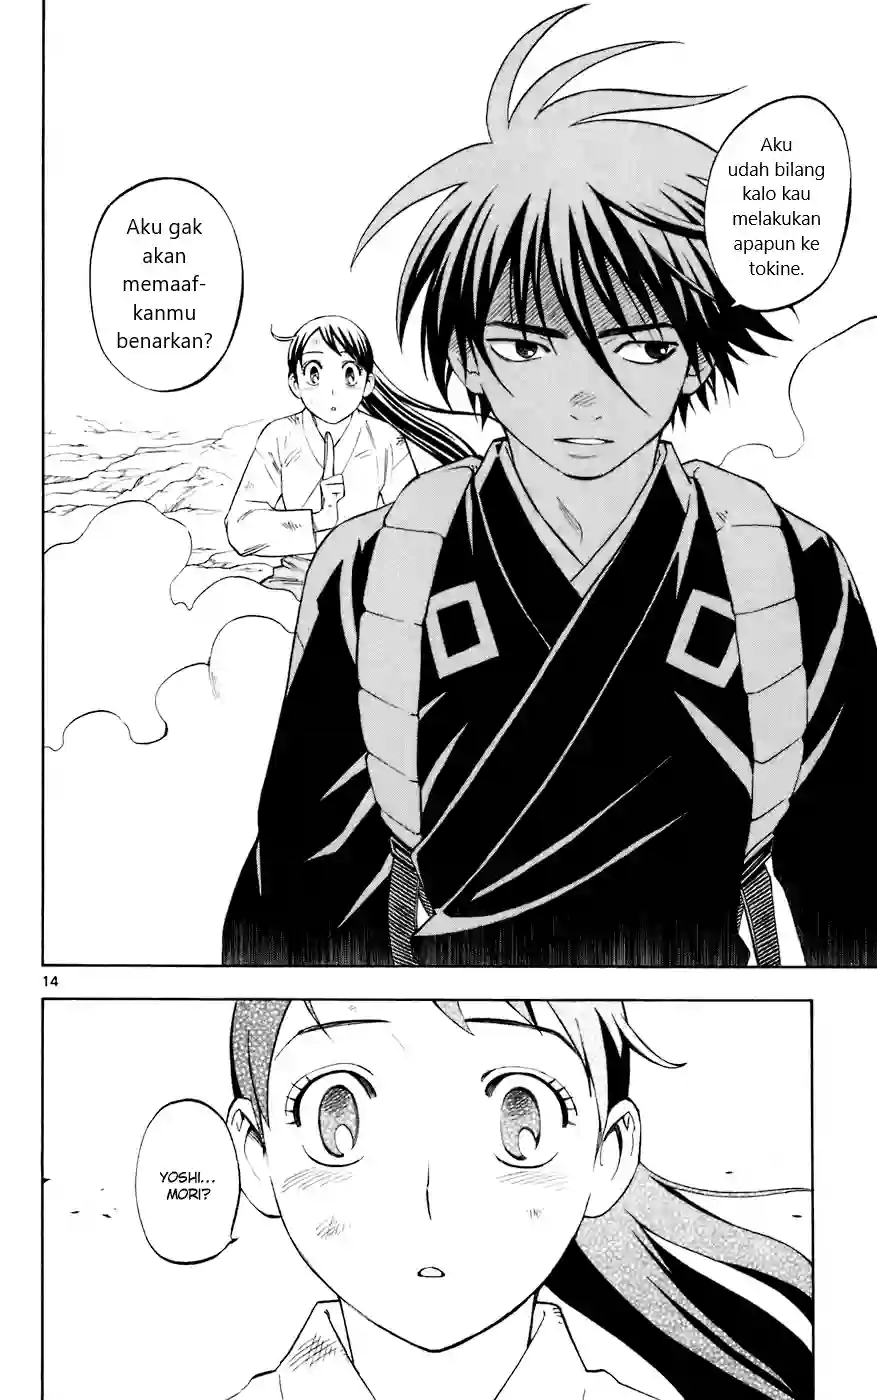 Aku
udah bilang
kalo kau
melakukan
apapun ke
tokine.
Aku gak
akan
memaaf-
kanmu
benarkan?
14
YOSHI...
MORI?